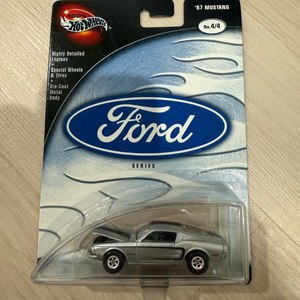 100%
Hot Wheels
'67 MUSTANG
No. 4/4
Highly Detailed
Engines
• Special Wheels
& Tires
• Die-Cast
Metal
Body
Ford
SERIES